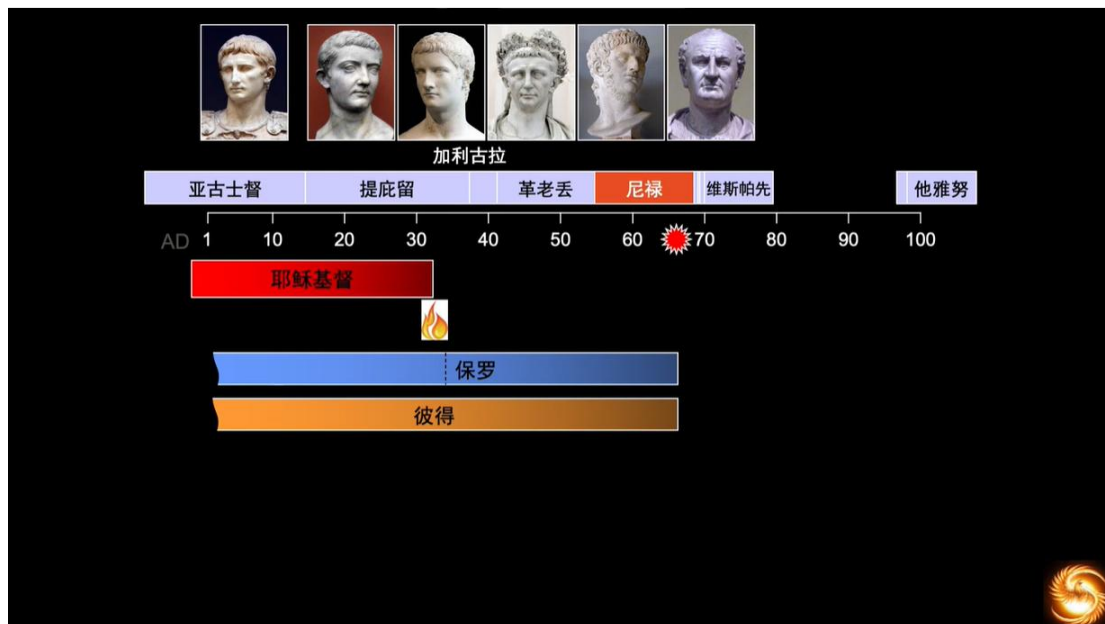 加利古拉
亚古士督 提庇留 革老丢 尼禄 维斯帕先 他雅努
AD 1 10 20 30 40 50 60 70 80 90 100
耶稣基督
保罗
彼得